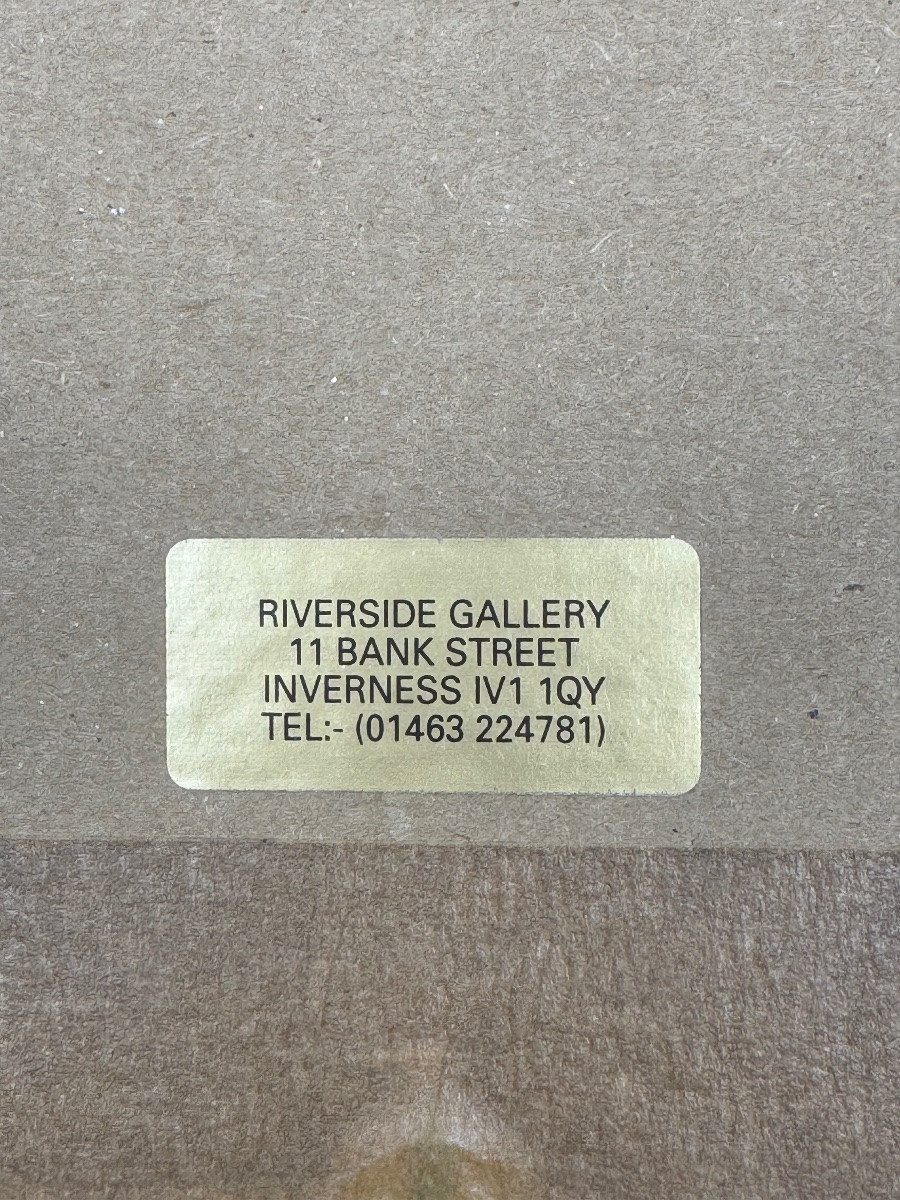 RIVERSIDE GALLERY
11 BANK STREET
INVERNESS IV1 1QY
TEL:- (01463 224781)